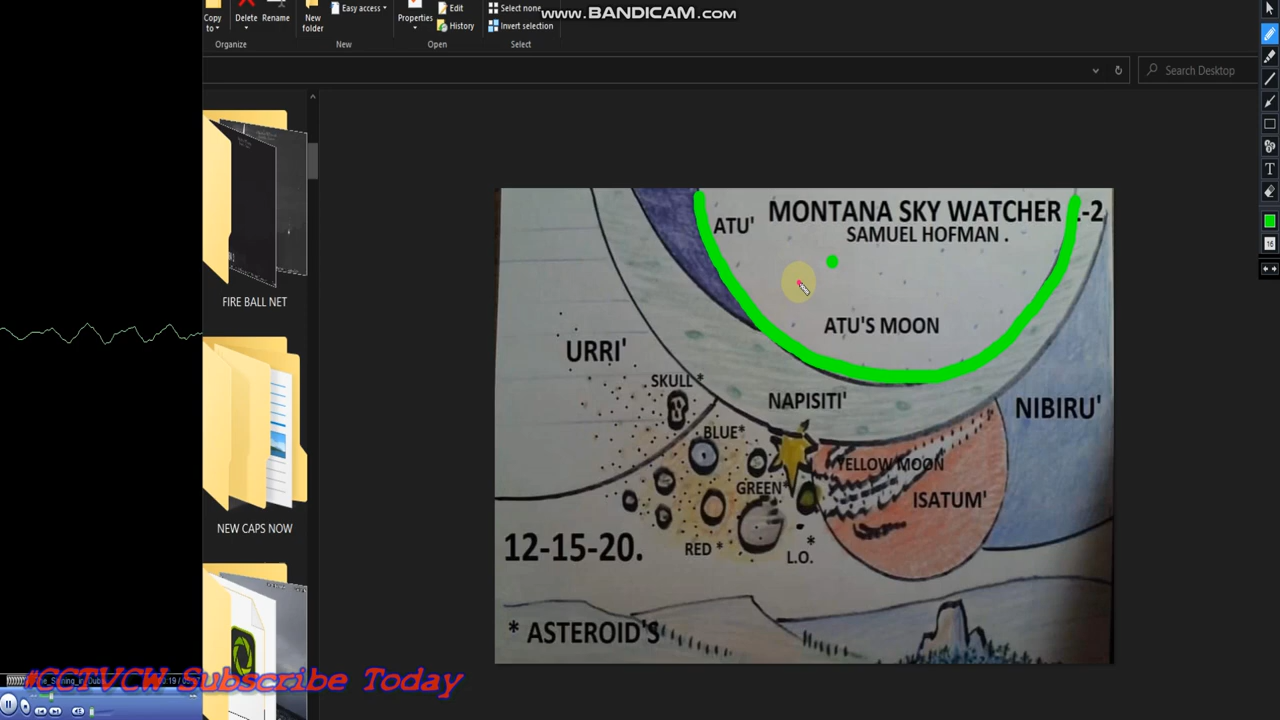 www.BANDICAM.com
Copy to
Delete
Rename
New folder
Easy access
Properties
Edit
History
Select none
Invert selection
Organize
New
Open
Select
Search Desktop
FIRE BALL NET
NEW CAPS NOW
MONTANA SKY WATCHER -2
SAMUEL HOFMAN .
ATU'
ATU'S MOON
URRI'
SKULL *
NAPISITI'
NIBIRU'
BLUE*
YELLOW MOON
GREEN*
ISATUM'
RED *
*
L.O.
12-15-20.
* ASTEROID'S
#CCTVCW Subscribe Today